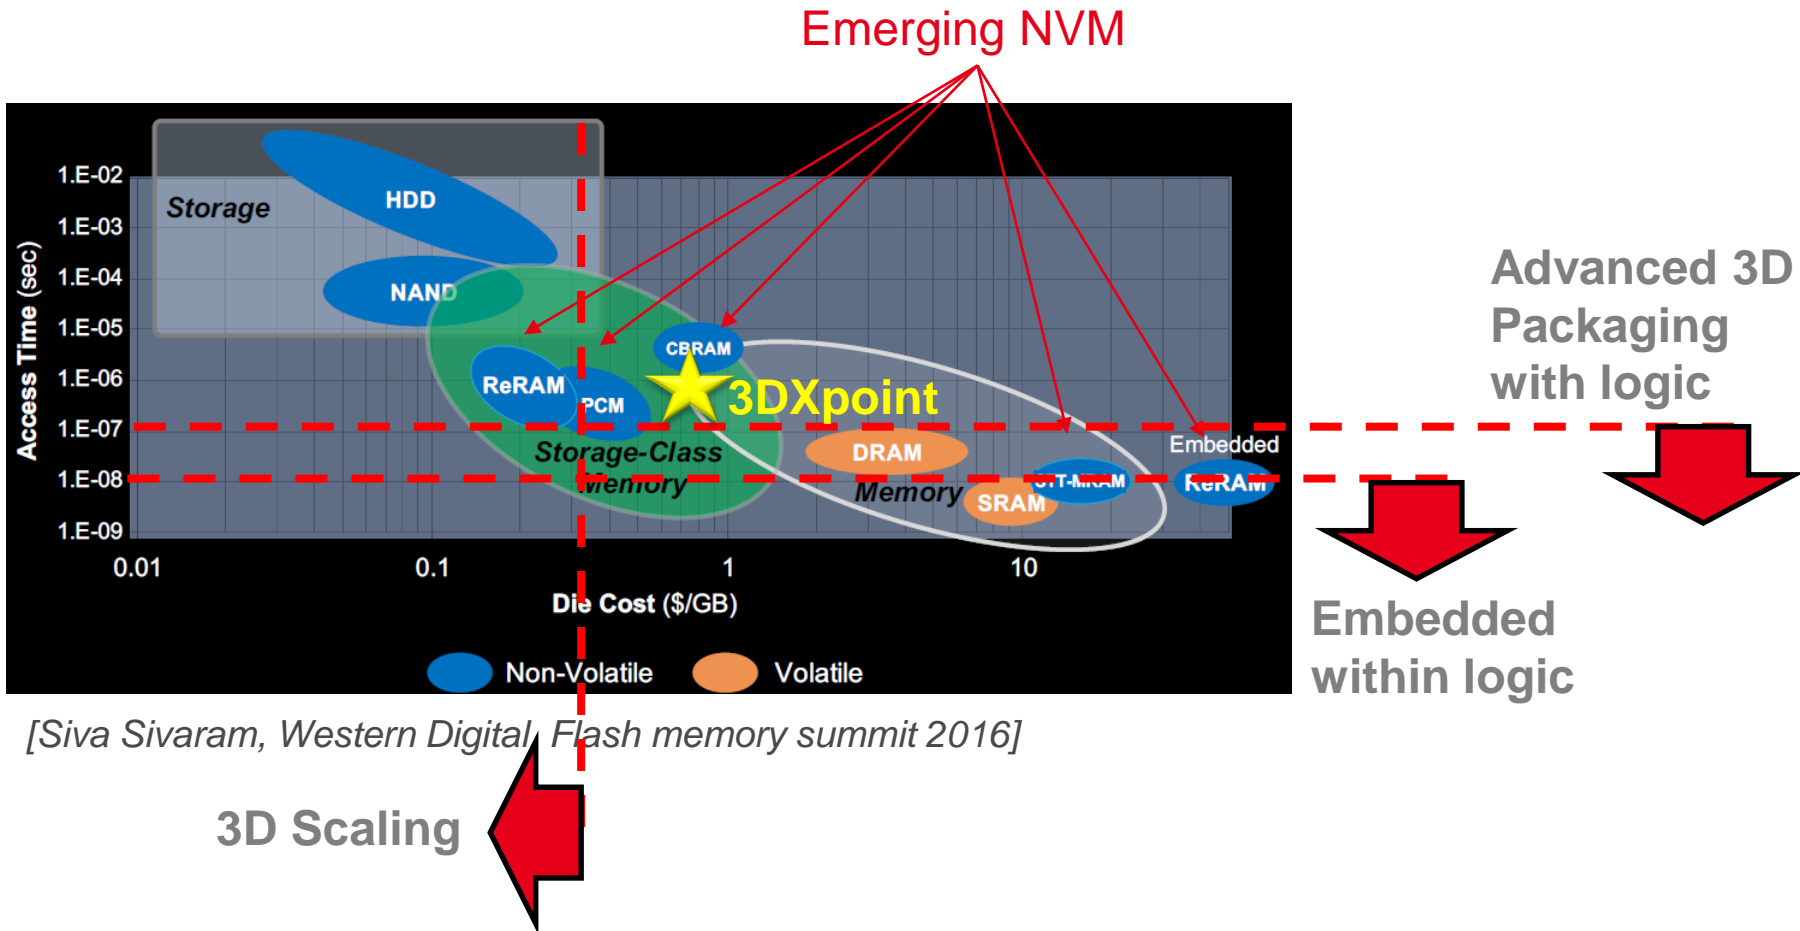 Emerging NVM
1.E-02
1.E-03
1.E-04
1.E-05
1.E-06
1.E-07
1.E-08
1.E-09
Access Time (sec)
Storage
HDD
NAND
CBRAM
ReRAM
PCM
3DXpoint
Storage-Class
Memory
DRAM
Memory
SRAM
STT-MRAM
Embedded
ReRAM
0.01
0.1
1
10
Die Cost ($/GB)
Non-Volatile
Volatile
Advanced 3D
Packaging
with logic
Embedded
within logic
[Siva Sivaram, Western Digital, Flash memory summit 2016]
3D Scaling